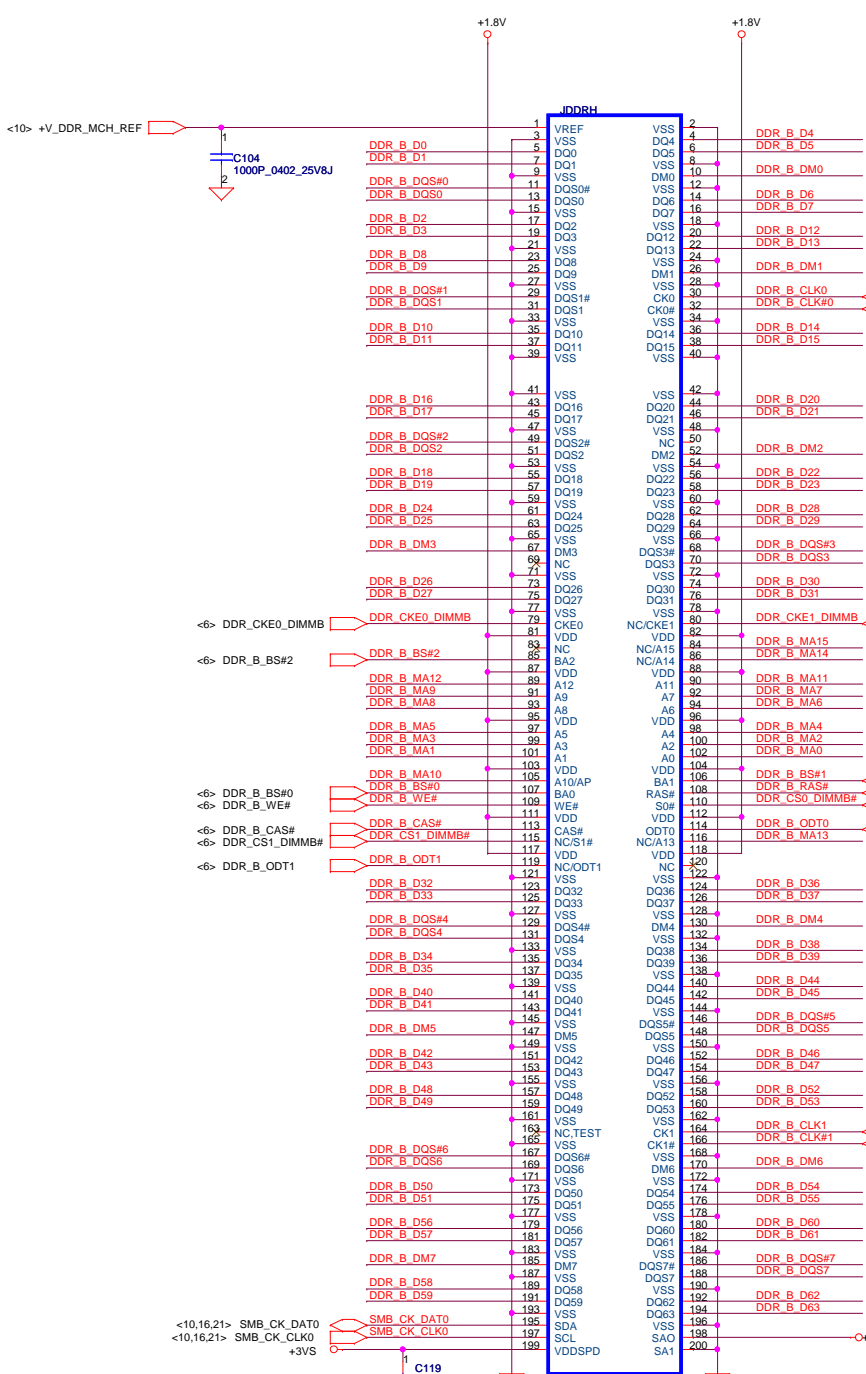 +1.8V +1.8V
JDDRH
<10> +V_DDR_MCH_REF 1 VREF VSS 2
3 VSS DQ4 4 DDR_B_D4
DDR_B_D0 5 DQ0 DQ5 6 DDR_B_D5
DDR_B_D1 7 DQ1 VSS 8
9 VSS DM0 10 DDR_B_DM0
DDR_B_DQS#0 11 DQS0# VSS 12
DDR_B_DQS0 13 DQS0 DQ6 14 DDR_B_D6
15 VSS DQ7 16 DDR_B_D7
DDR_B_D2 17 DQ2 VSS 18
DDR_B_D3 19 DQ3 DQ12 20 DDR_B_D12
21 VSS DQ13 22 DDR_B_D13
DDR_B_D8 23 DQ8 VSS 24
DDR_B_D9 25 DQ9 DM1 26 DDR_B_DM1
27 VSS VSS 28
DDR_B_DQS#1 29 DQS1# CK0 30 DDR_B_CLK0
DDR_B_DQS1 31 DQS1 CK0# 32 DDR_B_CLK#0
33 VSS VSS 34
DDR_B_D10 35 DQ10 DQ14 36 DDR_B_D14
DDR_B_D11 37 DQ11 DQ15 38 DDR_B_D15
39 VSS VSS 40
1
C104
1000P_0402_25V8J
2
41 VSS VSS 42
DDR_B_D16 43 DQ16 DQ20 44 DDR_B_D20
DDR_B_D17 45 DQ17 DQ21 46 DDR_B_D21
47 VSS VSS 48
DDR_B_DQS#2 49 DQS2# NC 50
DDR_B_DQS2 51 DQS2 DM2 52 DDR_B_DM2
53 VSS VSS 54
DDR_B_D18 55 DQ18 DQ22 56 DDR_B_D22
DDR_B_D19 57 DQ19 DQ23 58 DDR_B_D23
59 VSS VSS 60
DDR_B_D24 61 DQ24 DQ28 62 DDR_B_D28
DDR_B_D25 63 DQ25 DQ29 64 DDR_B_D29
65 VSS VSS 66
DDR_B_DM3 67 DM3 DQS3# 68 DDR_B_DQS#3
69 NC DQS3 70 DDR_B_DQS3
71 VSS VSS 72
DDR_B_D26 73 DQ26 DQ30 74 DDR_B_D30
DDR_B_D27 75 DQ27 DQ31 76 DDR_B_D31
77 VSS VSS 78
<6> DDR_CKE0_DIMMB DDR_CKE0_DIMMB 79 CKE0 NC/CKE1 80 DDR_CKE1_DIMMB
81 VDD VDD 82
83 NC NC/A15 84 DDR_B_MA15
<6> DDR_B_BS#2 DDR_B_BS#2 85 BA2 NC/A14 86 DDR_B_MA14
87 VDD VDD 88
DDR_B_MA12 89 A12 A11 90 DDR_B_MA11
DDR_B_MA9 91 A9 A7 92 DDR_B_MA7
DDR_B_MA8 93 A8 A6 94 DDR_B_MA6
95 VDD VDD 96
DDR_B_MA5 97 A5 A4 98 DDR_B_MA4
DDR_B_MA3 99 A3 A2 100 DDR_B_MA2
DDR_B_MA1 101 A1 A0 102 DDR_B_MA0
103 VDD VDD 104
DDR_B_MA10 105 A10/AP BA1 106 DDR_B_BS#1
<6> DDR_B_BS#0 DDR_B_BS#0 107 BA0 RAS# 108 DDR_B_RAS#
<6> DDR_B_WE# DDR_B_WE# 109 WE# S0# 110 DDR_CS0_DIMMB#
111 VDD VDD 112
<6> DDR_B_CAS# DDR_B_CAS# 113 CAS# ODT0 114 DDR_B_ODT0
<6> DDR_CS1_DIMMB# DDR_CS1_DIMMB# 115 NC/S1# NC/A13 116 DDR_B_MA13
117 VDD VDD 118
<6> DDR_B_ODT1 DDR_B_ODT1 119 NC/ODT1 NC 120
121 VSS VSS 122
DDR_B_D32 123 DQ32 DQ36 124 DDR_B_D36
DDR_B_D33 125 DQ33 DQ37 126 DDR_B_D37
127 VSS VSS 128
DDR_B_DQS#4 129 DQS4# DM4 130 DDR_B_DM4
DDR_B_DQS4 131 DQS4 VSS 132
133 VSS DQ38 134 DDR_B_D38
DDR_B_D34 135 DQ34 DQ39 136 DDR_B_D39
DDR_B_D35 137 DQ35 VSS 138
139 VSS DQ44 140 DDR_B_D44
DDR_B_D40 141 DQ40 DQ45 142 DDR_B_D45
DDR_B_D41 143 DQ41 VSS 144
145 VSS DQS5# 146 DDR_B_DQS#5
DDR_B_DM5 147 DM5 DQS5 148 DDR_B_DQS5
149 VSS VSS 150
DDR_B_D42 151 DQ42 DQ46 152 DDR_B_D46
DDR_B_D43 153 DQ43 DQ47 154 DDR_B_D47
155 VSS VSS 156
DDR_B_D48 157 DQ48 DQ52 158 DDR_B_D52
DDR_B_D49 159 DQ49 DQ53 160 DDR_B_D53
161 VSS VSS 162
163 NC,TEST CK1 164 DDR_B_CLK1
165 VSS CK1# 166 DDR_B_CLK#1
DDR_B_DQS#6 167 DQS6# VSS 168
DDR_B_DQS6 169 DQS6 DM6 170 DDR_B_DM6
171 VSS VSS 172
DDR_B_D50 173 DQ50 DQ54 174 DDR_B_D54
DDR_B_D51 175 DQ51 DQ55 176 DDR_B_D55
177 VSS VSS 178
DDR_B_D56 179 DQ56 DQ60 180 DDR_B_D60
DDR_B_D57 181 DQ57 DQ61 182 DDR_B_D61
183 VSS VSS 184
DDR_B_DM7 185 DM7 DQS7# 186 DDR_B_DQS#7
187 VSS DQS7 188 DDR_B_DQS7
DDR_B_D58 189 DQ58 VSS 190
DDR_B_D59 191 DQ59 DQ62 192 DDR_B_D62
193 VSS DQ63 194 DDR_B_D63
<10,16,21> SMB_CK_DAT0 SMB_CK_DAT0 195 SDA VSS 196
<10,16,21> SMB_CK_CLK0 SMB_CK_CLK0 197 SCL SAO 198
+3VS 199 VDDSPD SA1 200
1
C119